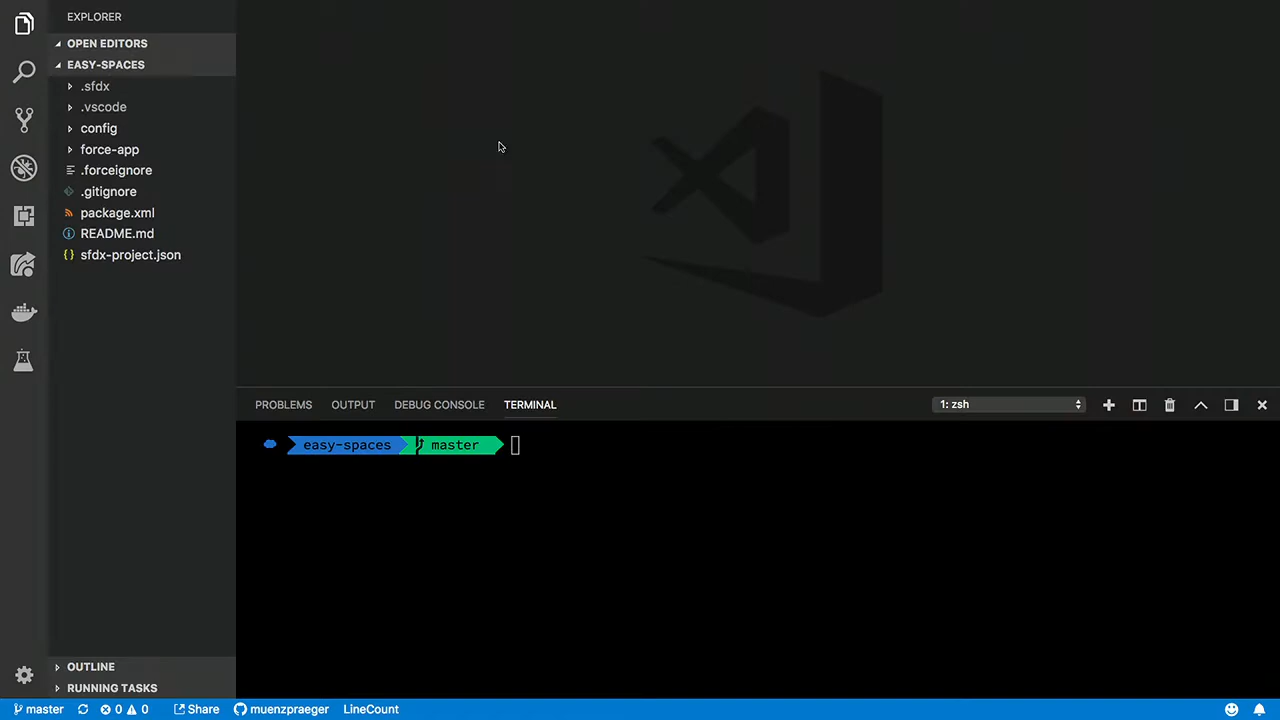 EXPLORER
OPEN EDITORS
EASY-SPACES
.sfdx
.vscode
config
force-app
.forceignore
.gitignore
package.xml
README.md
sfdx-project.json
OUTLINE
RUNNING TASKS
PROBLEMS OUTPUT DEBUG CONSOLE TERMINAL 1: zsh
easy-spaces master
master 0 0 Share muenzpraeger LineCount